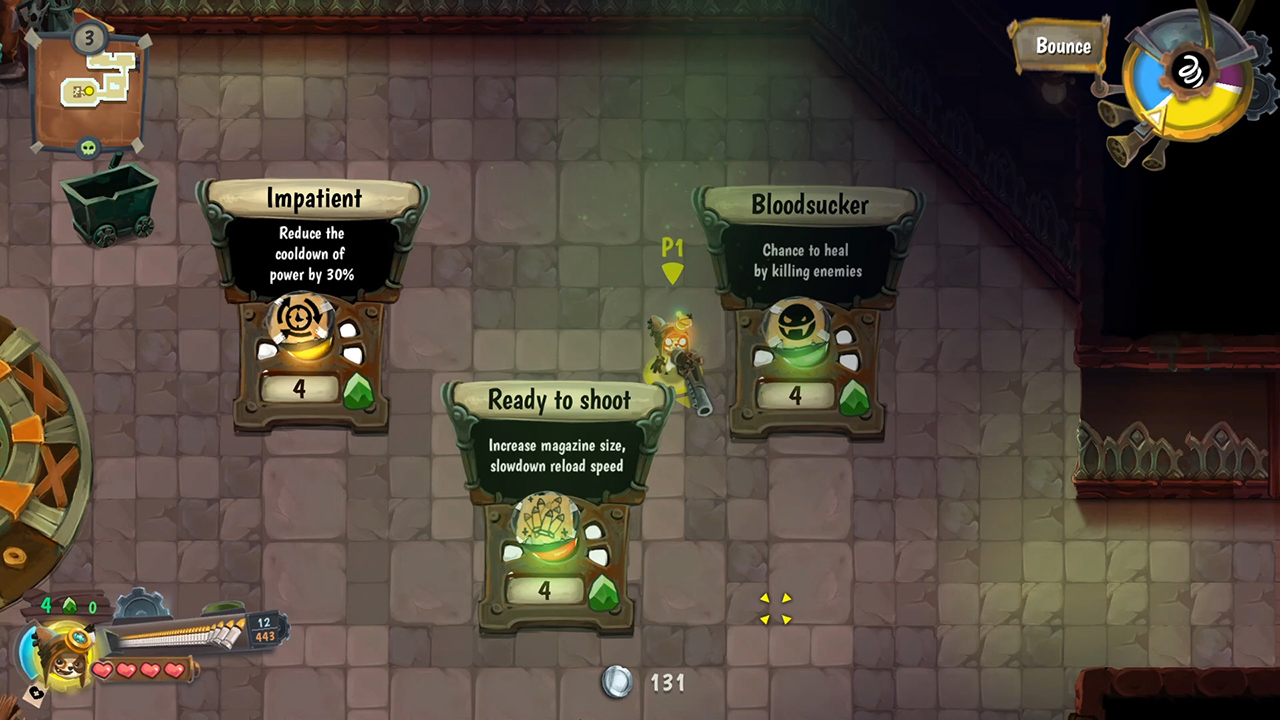 3
Bounce
Impatient
Reduce the
cooldown of
power by 30%
4
P1
Bloodsucker
Chance to heal
by killing enemies
4
Ready to shoot
Increase magazine size,
slowdown reload speed
4
4 0
12
443
131